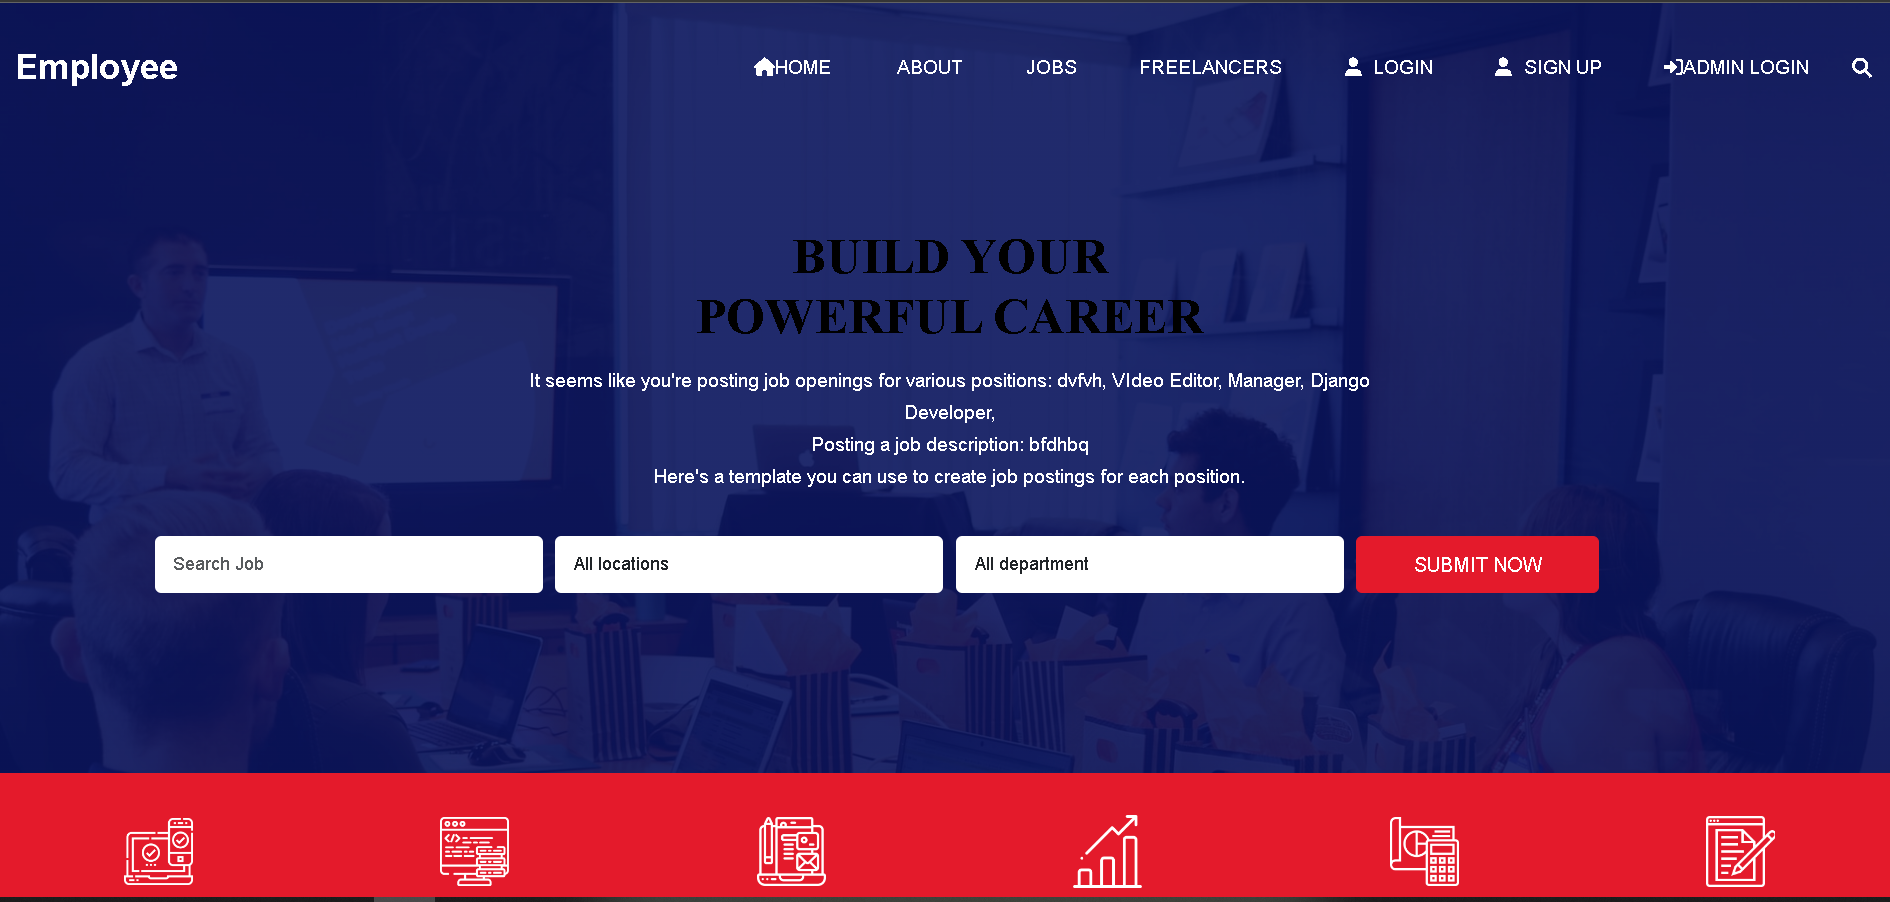 Employee
HOME ABOUT JOBS FREELANCERS LOGIN SIGN UP ADMIN LOGIN
BUILD YOUR
POWERFUL CAREER
It seems like you're posting job openings for various positions: dvfvh, VIdeo Editor, Manager, Django
Developer,
Posting a job description: bfdhbq
Here's a template you can use to create job postings for each position.
Search Job All locations All department SUBMIT NOW